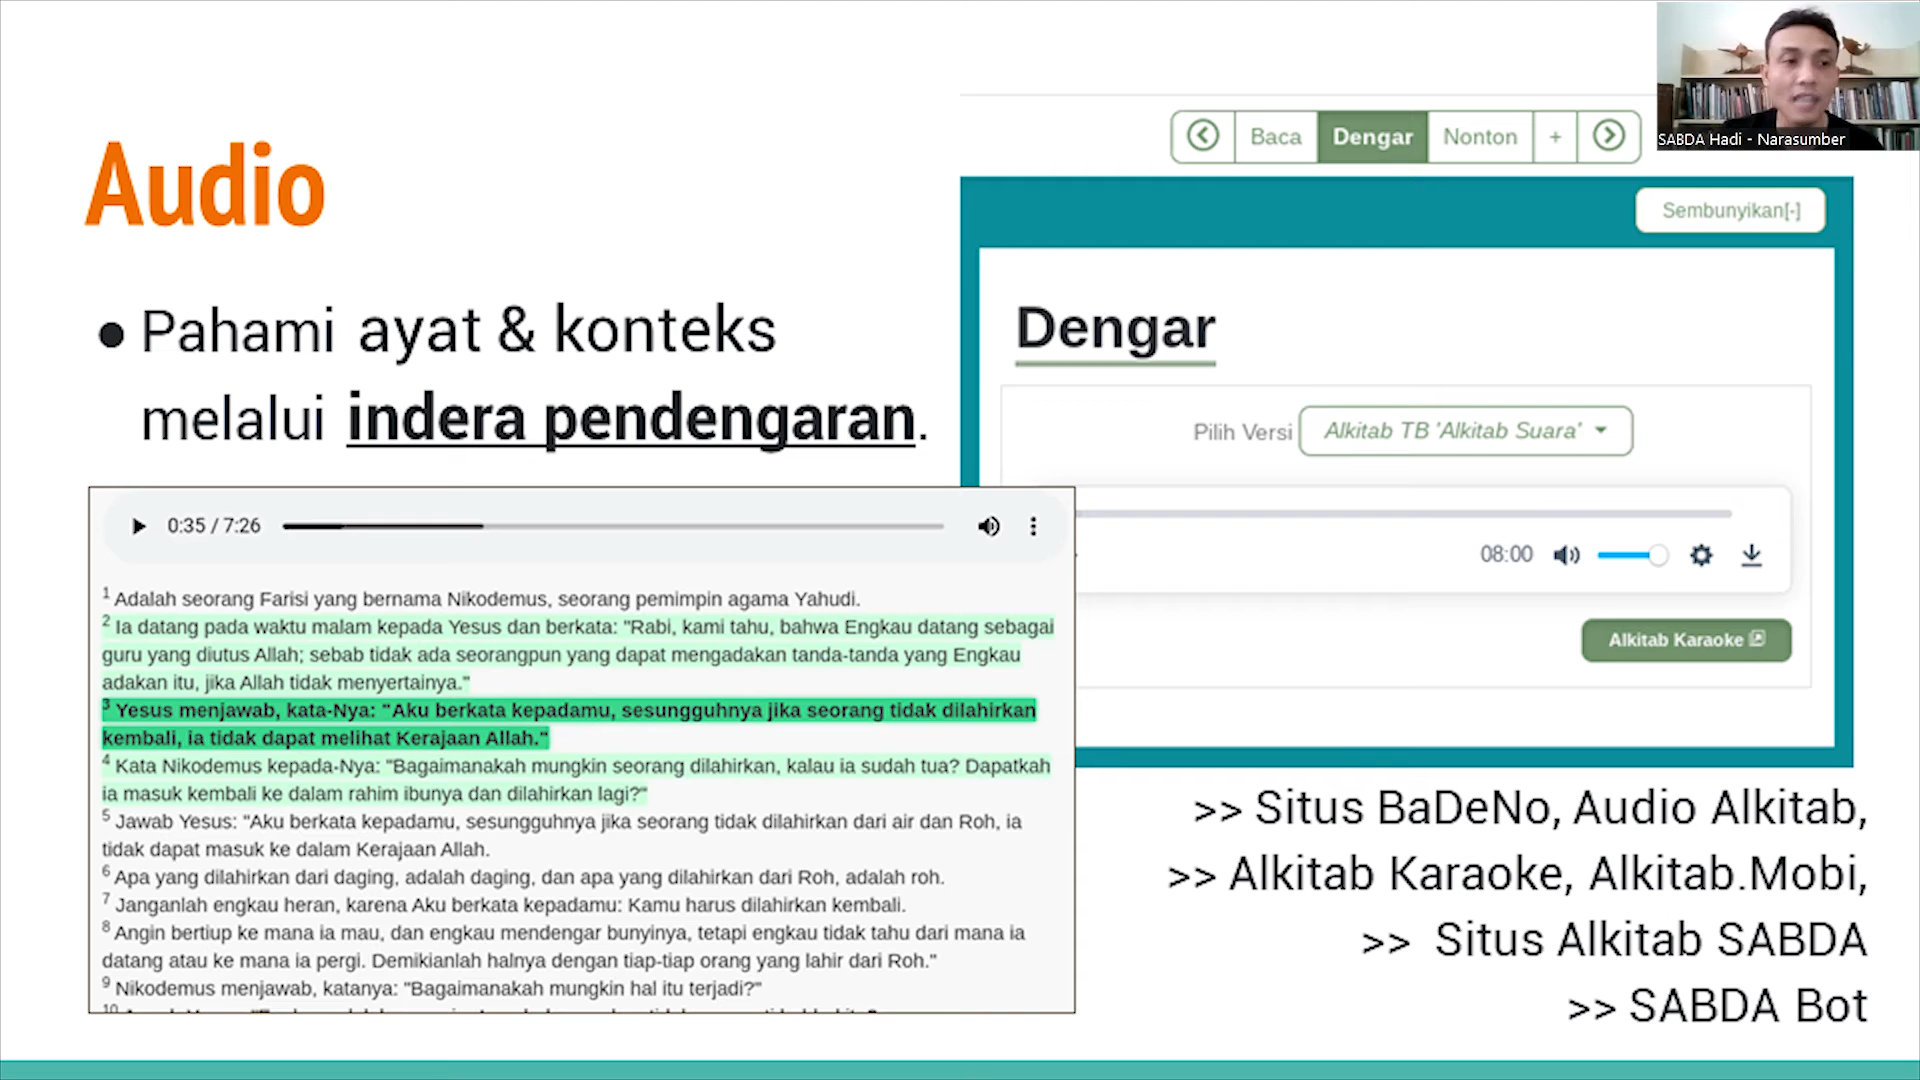 Audio
● Pahami ayat & konteks
melalui indera pendengaran.
Baca Dengar Nonton +
SABDA Hadi - Narasumber
Sembunyikan[-]
Dengar
Pilih Versi Alkitab TB 'Alkitab Suara'
08:00
Alkitab Karaoke
0:35 / 7:26
1 Adalah seorang Farisi yang bernama Nikodemus, seorang pemimpin agama Yahudi.
2 Ia datang pada waktu malam kepada Yesus dan berkata: "Rabi, kami tahu, bahwa Engkau datang sebagai
guru yang diutus Allah; sebab tidak ada seorangpun yang dapat mengadakan tanda-tanda yang Engkau
adakan itu, jika Allah tidak menyertainya."
3 Yesus menjawab, kata-Nya: "Aku berkata kepadamu, sesungguhnya jika seorang tidak dilahirkan
kembali, ia tidak dapat melihat Kerajaan Allah."
4 Kata Nikodemus kepada-Nya: "Bagaimanakah mungkin seorang dilahirkan, kalau ia sudah tua? Dapatkah
ia masuk kembali ke dalam rahim ibunya dan dilahirkan lagi?"
5 Jawab Yesus: "Aku berkata kepadamu, sesungguhnya jika seorang tidak dilahirkan dari air dan Roh, ia
tidak dapat masuk ke dalam Kerajaan Allah.
6 Apa yang dilahirkan dari daging, adalah daging, dan apa yang dilahirkan dari Roh, adalah roh.
7 Janganlah engkau heran, karena Aku berkata kepadamu: Kamu harus dilahirkan kembali.
8 Angin bertiup ke mana ia mau, dan engkau mendengar bunyinya, tetapi engkau tidak tahu dari mana ia
datang atau ke mana ia pergi. Demikianlah halnya dengan tiap-tiap orang yang lahir dari Roh."
9 Nikodemus menjawab, katanya: "Bagaimanakah mungkin hal itu terjadi?"
10
>> Situs BaDeNo, Audio Alkitab,
>> Alkitab Karaoke, Alkitab.Mobi,
>> Situs Alkitab SABDA
>> SABDA Bot